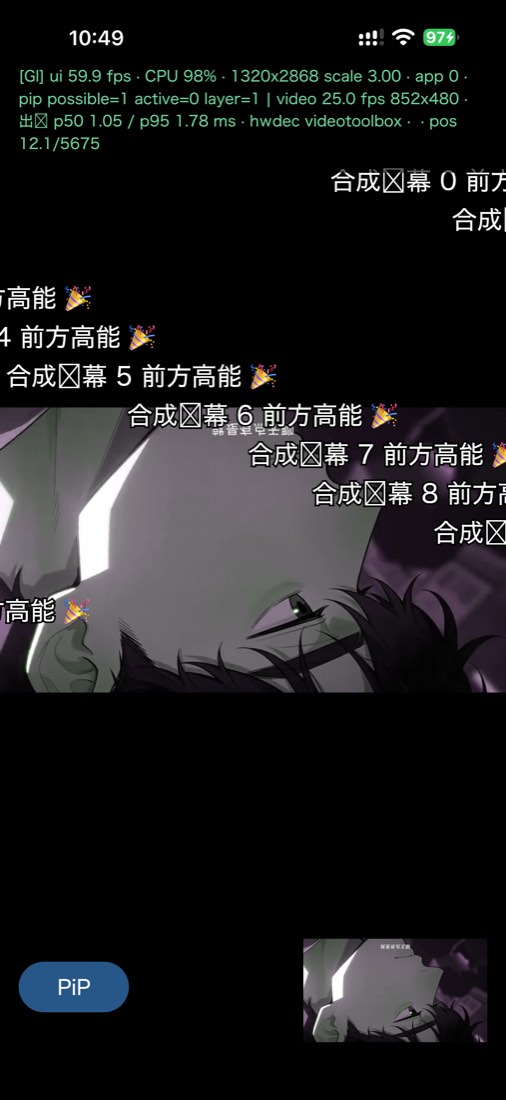 10:49
97
[Gl] ui 59.9 fps · CPU 98% · 1320x2868 scale 3.00 · app 0 ·
pip possible=1 active=0 layer=1 | video 25.0 fps 852x480 ·
出 p50 1.05 / p95 1.78 ms · hwdec videotoolbox · · pos
12.1/5675
合成幕 0 前方
合成
方高能 🎉
4 前方高能 🎉
合成幕 5 前方高能 🎉
合成幕 6 前方高能 🎉
合成幕 7 前方高能 🎉
合成幕 8 前方高
合成
方高能 🎉
PiP